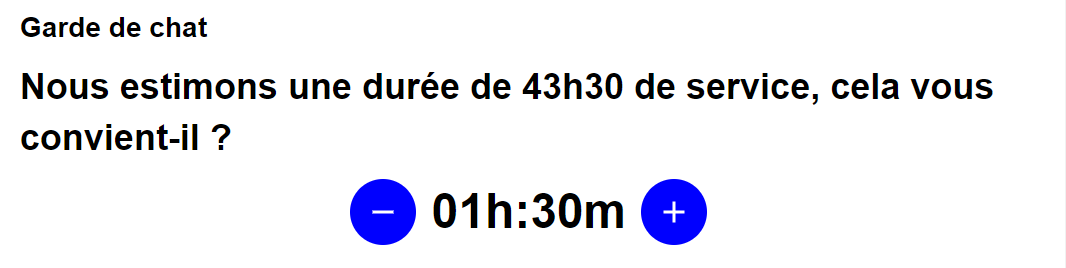 Garde de chat
Nous estimons une durée de 43h30 de service, cela vous
convient-il ?
− 01h:30m +